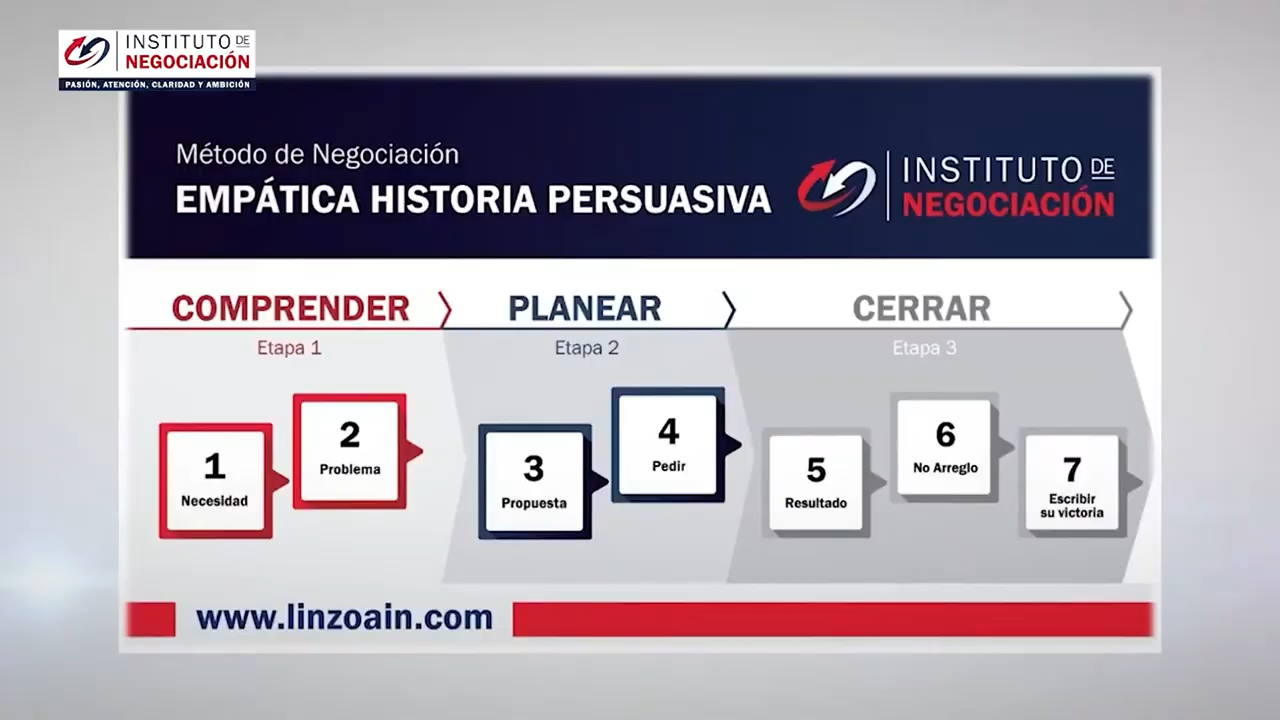 INSTITUTO DE
NEGOCIACIÓN
PASIÓN, ATENCIÓN, CLARIDAD Y AMBICIÓN
Método de Negociación
EMPÁTICA HISTORIA PERSUASIVA
INSTITUTO DE
NEGOCIACIÓN
COMPRENDER
Etapa 1
PLANEAR
Etapa 2
CERRAR
Etapa 3
1
Necesidad
2
Problema
3
Propuesta
4
Pedir
5
Resultado
6
No Arreglo
7
Escribir
su victoria
www.linzoain.com